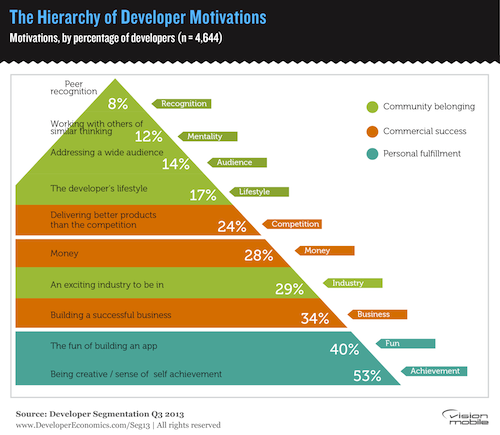 The Hierarchy of Developer Motivations
Motivations, by percentage of developers (n = 4,644)
Community belonging
Commercial success
Personal fulfillment
Peer
recognition
8%
Recognition
Working with others of
similar thinking
12%
Mentality
Addressing a wide audience
14%
Audience
The developer's lifestyle
17%
Lifestyle
Delivering better products
than the competition
24%
Competition
Money
28%
Money
An exciting industry to be in
29%
Industry
Building a successful business
34%
Business
The fun of building an app
40%
Fun
Being creative / sense of self achievement
53%
Achievement
Source: Developer Segmentation Q3 2013
www.DeveloperEconomics.com/Seg13 | All rights reserved
vision
mobile